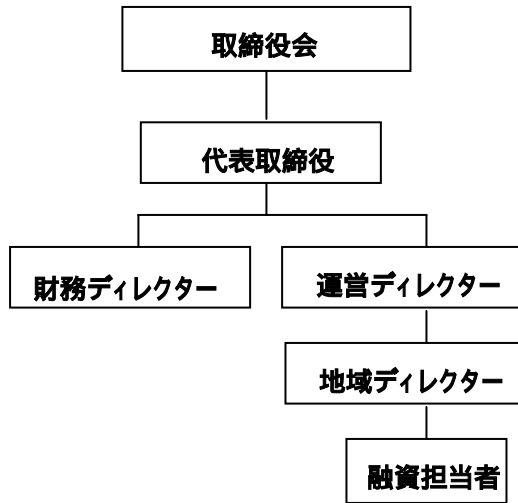 取締役会
代表取締役
財務ディレクター
運営ディレクター
地域ディレクター
融資担当者